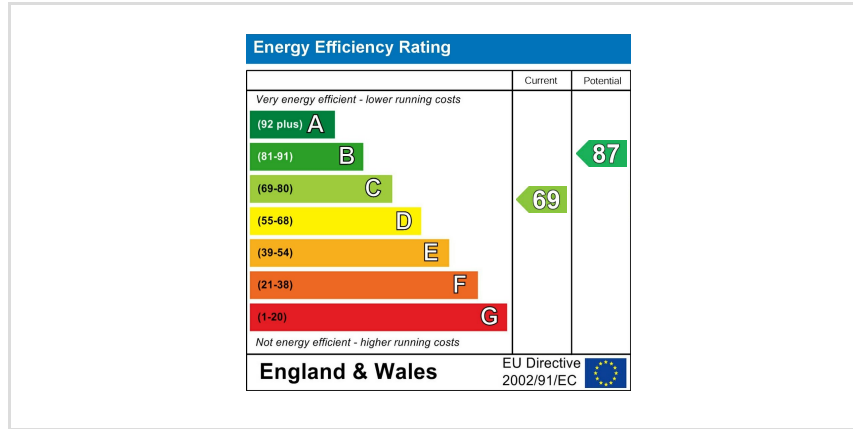 Energy Efficiency Rating
Current Potential
Very energy efficient - lower running costs
(92 plus) A
(81-91) B
87
(69-80) C
69
(55-68) D
(39-54) E
(21-38) F
(1-20) G
Not energy efficient - higher running costs
England & Wales
EU Directive
2002/91/EC